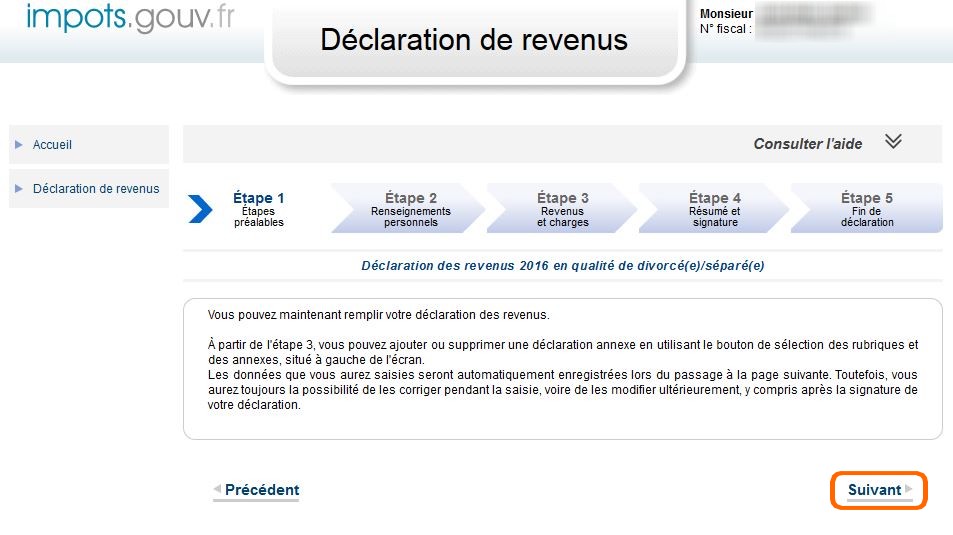 impots.gouv.fr
Déclaration de revenus
Monsieur
N° fiscal :
Accueil
Déclaration de revenus
Consulter l'aide
Étape 1
Étapes
préalables
Étape 2
Renseignements
personnels
Étape 3
Revenus
et charges
Étape 4
Résumé et
signature
Étape 5
Fin de
déclaration
Déclaration des revenus 2016 en qualité de divorcé(e)/séparé(e)
Vous pouvez maintenant remplir votre déclaration des revenus.
À partir de l'étape 3, vous pouvez ajouter ou supprimer une déclaration annexe en utilisant le bouton de sélection des rubriques et
des annexes, situé à gauche de l'écran.
Les données que vous aurez saisies seront automatiquement enregistrées lors du passage à la page suivante. Toutefois, vous
aurez toujours la possibilité de les corriger pendant la saisie, voire de les modifier ultérieurement, y compris après la signature de
votre déclaration.
Précédent
Suivant